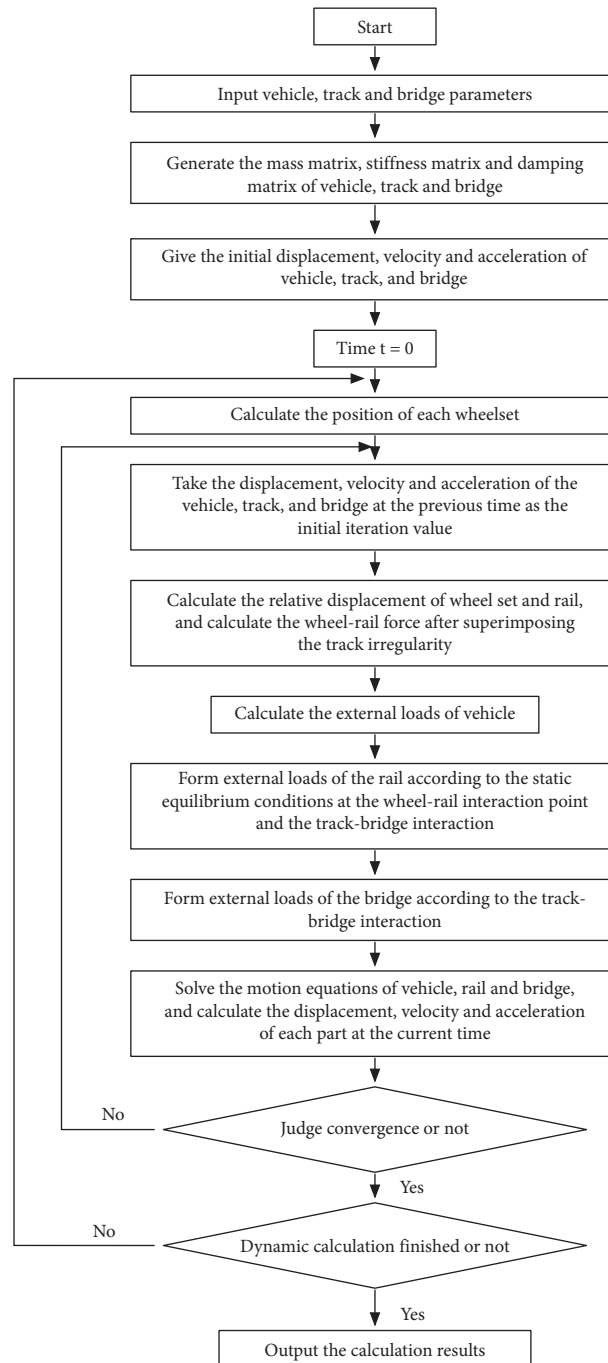 Start
Input vehicle, track and bridge parameters
Generate the mass matrix, stiffness matrix and damping
matrix of vehicle, track and bridge
Give the initial displacement, velocity and acceleration of
vehicle, track, and bridge
Time t = 0
Calculate the position of each wheelset
Take the displacement, velocity and acceleration of the
vehicle, track, and bridge at the previous time as the
initial iteration value
Calculate the relative displacement of wheel set and rail,
and calculate the wheel-rail force after superimposing
the track irregularity
Calculate the external loads of vehicle
Form external loads of the rail according to the static
equilibrium conditions at the wheel-rail interaction point
and the track-bridge interaction
Form external loads of the bridge according to the track-
bridge interaction
Solve the motion equations of vehicle, rail and bridge,
and calculate the displacement, velocity and acceleration
of each part at the current time
No
Judge convergence or not
Yes
No
Dynamic calculation finished or not
Yes
Output the calculation results